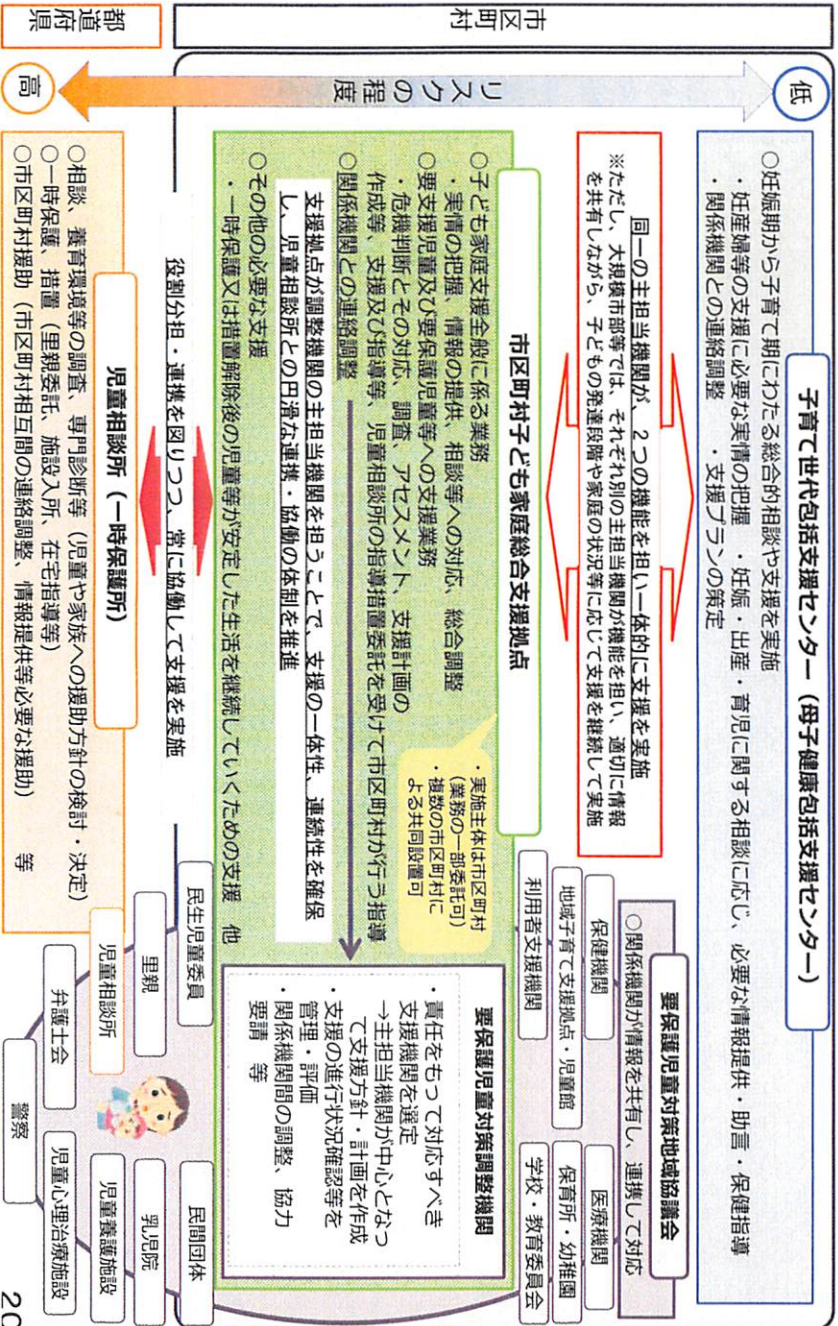 市区町村
都道府県
低
リスクの程度
高
子育て世代包括支援センター（母子健康包括支援センター）
○妊娠期から子育て期にわたる総合的相談や支援を実施
・妊産婦等の支援に必要な実情の把握　・妊娠・出産・育児に関する相談に応じ、必要な情報提供・助言・保健指導
・関係機関との連絡調整　・支援プランの策定
同一の主担当機関が、２つの機能を担い一体的に支援を実施
※ただし、大規模市部等では、それぞれ別の主担当機関が機能を担い、適切に情報
を共有しながら、子どもの発達段階や家庭の状況等に応じて支援を継続して実施
市区町村子ども家庭総合支援拠点
○子ども家庭支援全般に係る業務
・実情の把握、情報の提供、相談等への対応、総合調整
○要支援児童及び要保護児童等への支援業務
・危機判断とその対応、調査、アセスメント、支援計画の
作成等、支援及び指導等、児童相談所の指導措置委託を受けて市区町村が行う指導
○関係機関との連絡調整
支援拠点が調整機関の主担当機関を担うことで、支援の一体性、連続性を確保
し、児童相談所との円滑な連携・協働の体制を推進
○その他の必要な支援
・一時保護又は措置解除後の児童等が安定した生活を継続していくための支援　他
・実施主体は市区町村
（業務の一部委託可）
・複数の市区町村に
よる共同設置可
役割分担・連携を図りつつ、常に協働して支援を実施
児童相談所（一時保護所）
○相談、養育環境等の調査、専門診断等（児童や家族への援助方針の検討・決定）
○一時保護、措置（里親委託、施設入所、在宅指導等）
○市区町村援助（市区町村相互間の連絡調整、情報提供等必要な援助）　等
要保護児童対策地域協議会
○関係機関が情報を共有し、連携して対応
保健機関
医療機関
地域子育て支援拠点・児童館
保育所・幼稚園
利用者支援機関
学校・教育委員会
要保護児童対策調整機関
・責任をもって対応すべき
支援機関を選定
→主担当機関が中心となっ
て支援方針・計画を作成
・支援の進行状況確認等を
管理・評価
・関係機関間の調整、協力
要請　等
民生児童委員
民間団体
里親
乳児院
児童相談所
児童養護施設
弁護士会
児童心理治療施設
警察
20